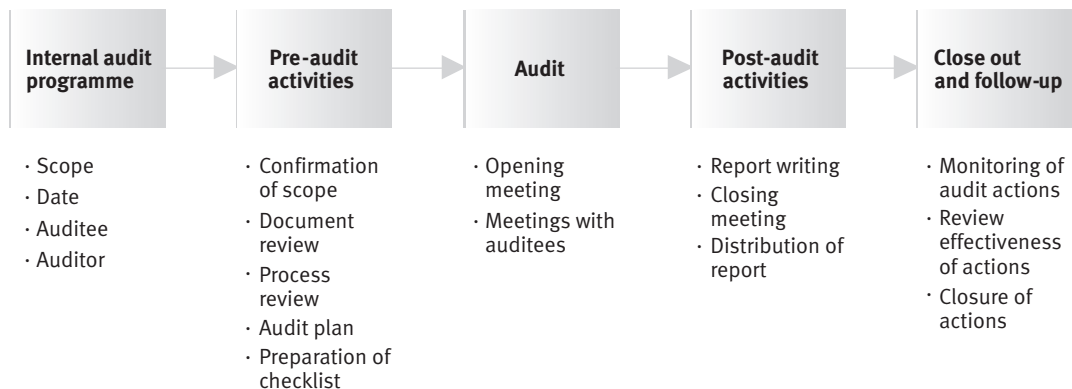 Internal audit
programme
Pre-audit
activities
Audit
Post-audit
activities
Close out
and follow-up
· Scope
· Date
· Auditee
· Auditor
· Confirmation
of scope
· Document
review
· Process
review
· Audit plan
· Preparation of
checklist
· Opening
meeting
· Meetings with
auditees
· Report writing
· Closing
meeting
· Distribution of
report
· Monitoring of
audit actions
· Review
effectiveness
of actions
· Closure of
actions